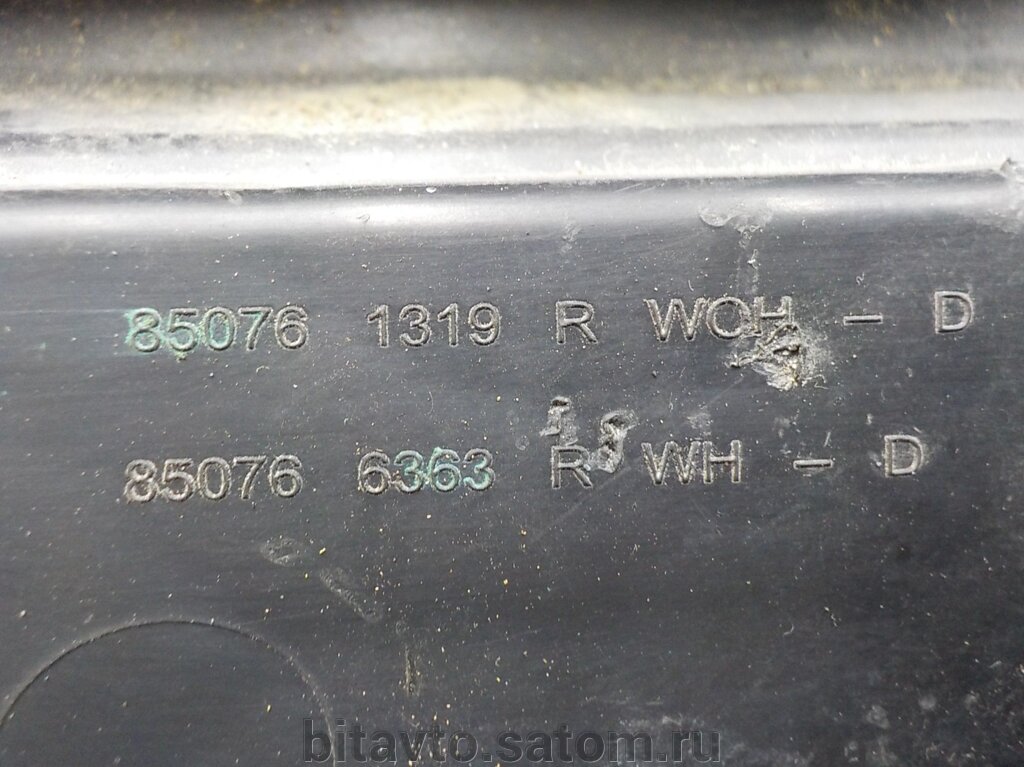 85076 1319 R WOH - D
85076 6363 R WH - D
bitavto.satom.ru